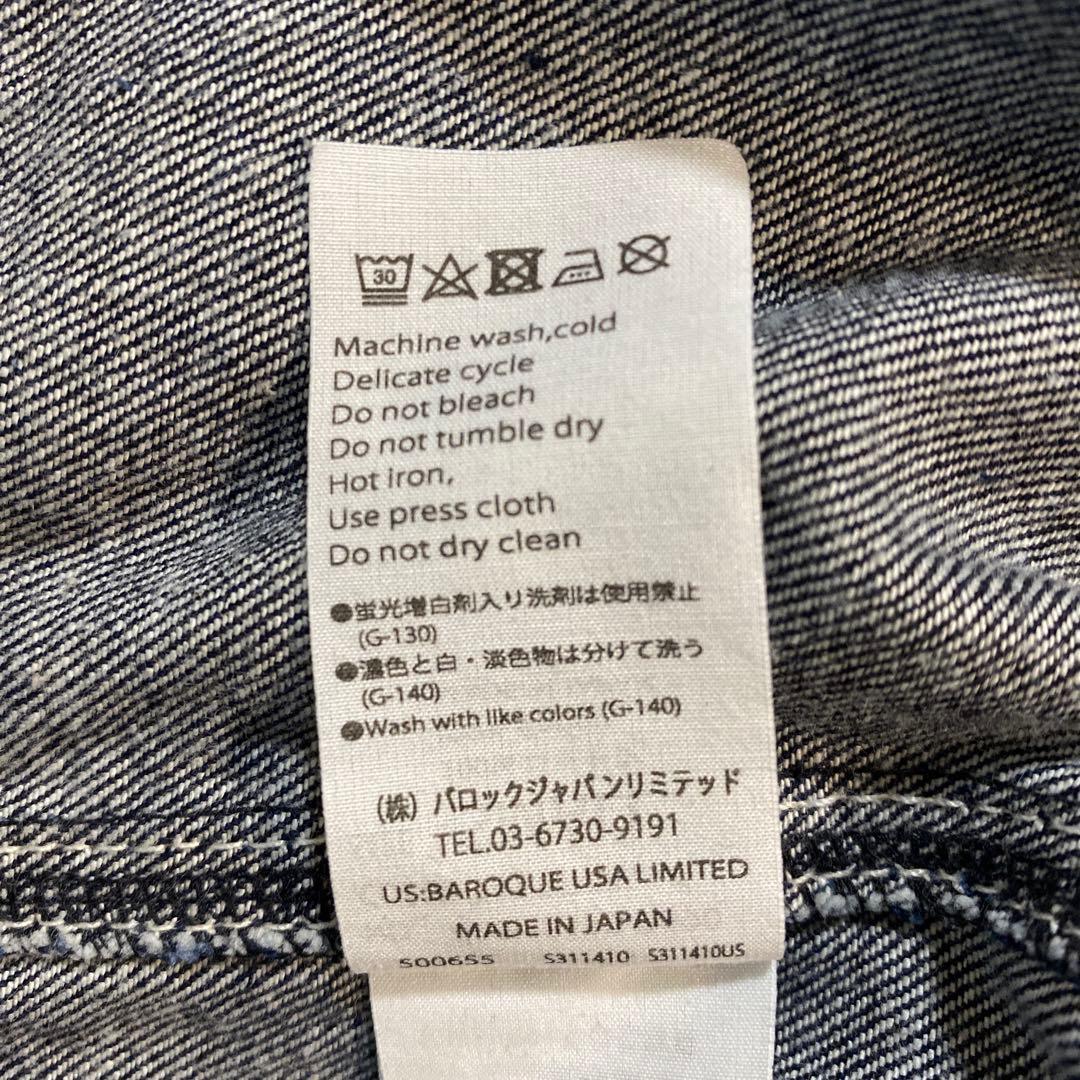 30
Machine wash,cold
Delicate cycle
Do not bleach
Do not tumble dry
Hot iron,
Use press cloth
Do not dry clean
●蛍光増白剤入り洗剤は使用禁止
(G-130)
●濃色と白・淡色物は分けて洗う
(G-140)
●Wash with like colors (G-140)
(株) バロックジャパンリミテッド
TEL.03-6730-9191
US:BAROQUE USA LIMITED
MADE IN JAPAN
S006SS S311410 S311410US